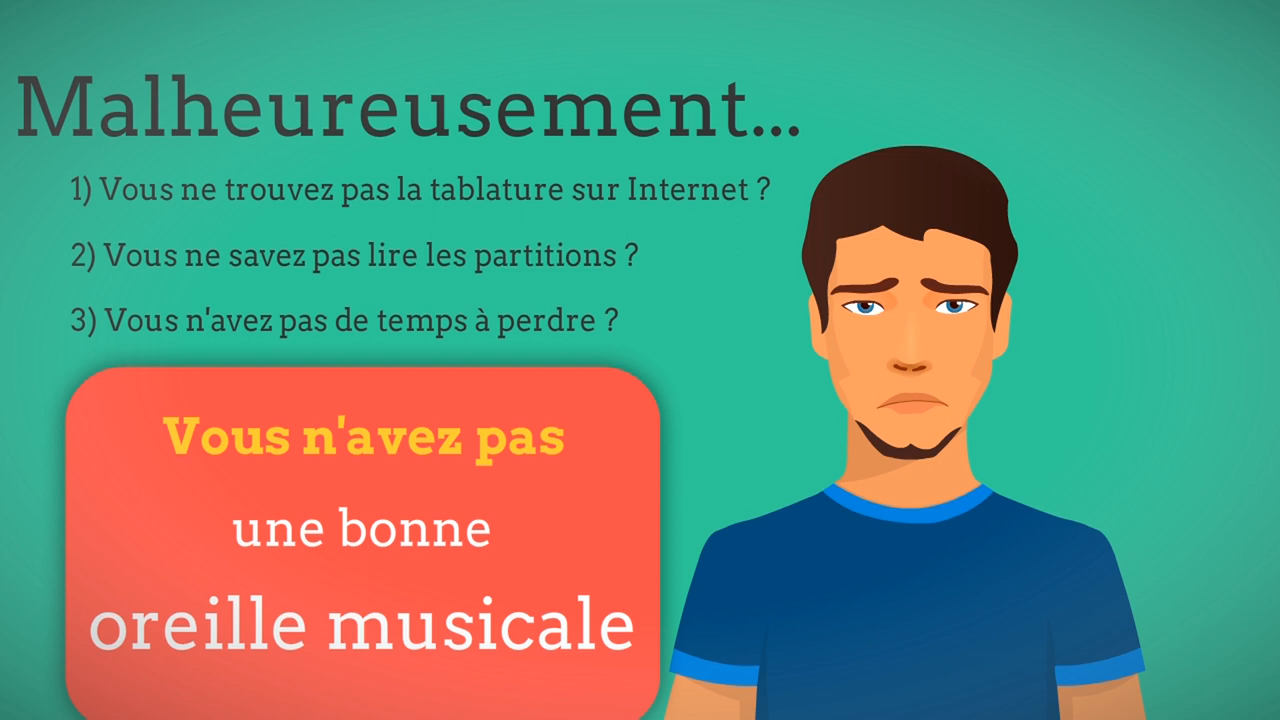 Malheureusement...
1) Vous ne trouvez pas la tablature sur Internet ?
2) Vous ne savez pas lire les partitions ?
3) Vous n'avez pas de temps à perdre ?
Vous n'avez pas
une bonne
oreille musicale